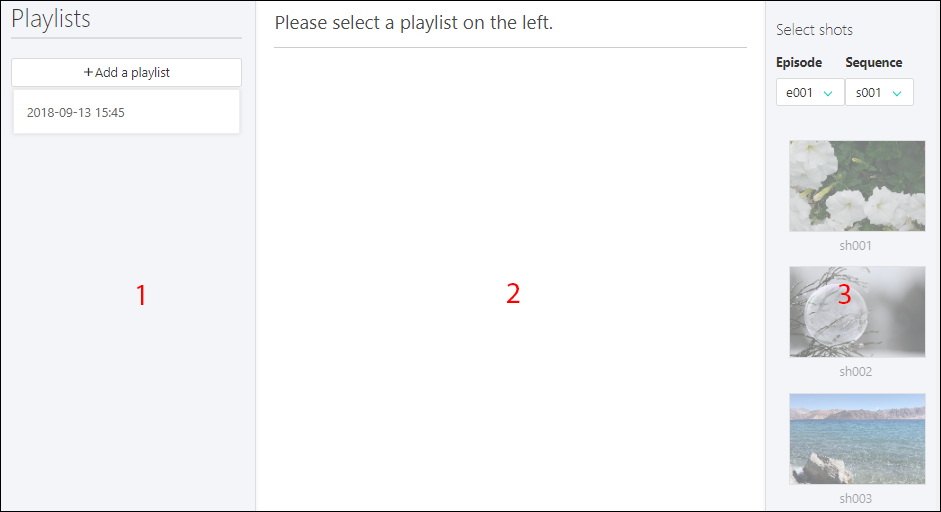 Playlists
+Add a playlist
2018-09-13 15:45
1
Please select a playlist on the left.
2
Select shots
Episode Sequence
e001 s001
sh001
3
sh002
sh003